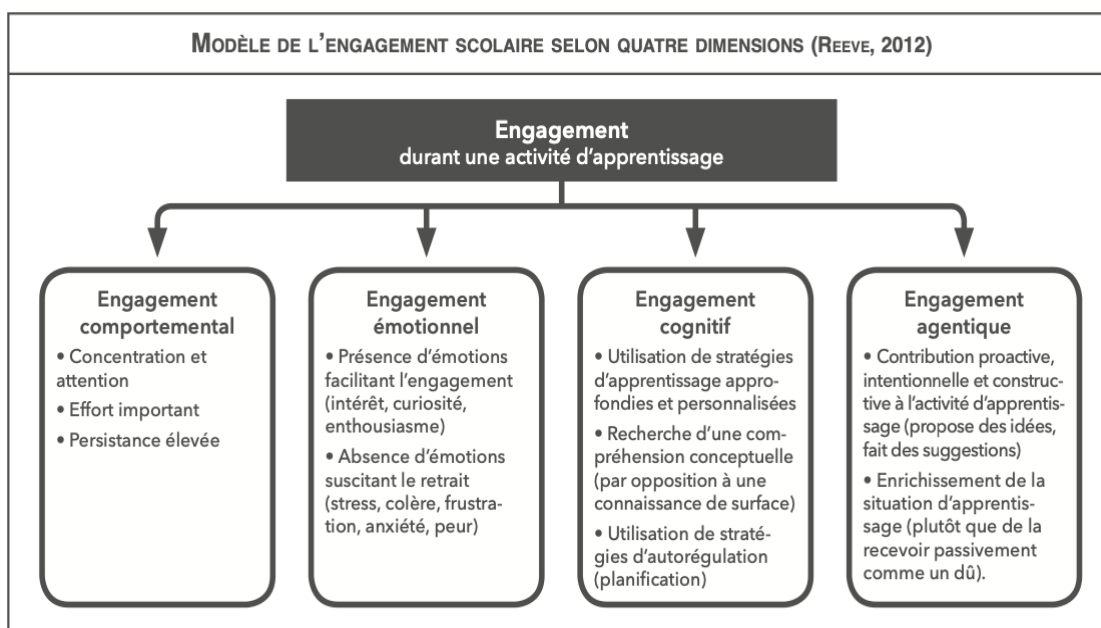 MODÈLE DE L'ENGAGEMENT SCOLAIRE SELON QUATRE DIMENSIONS (REEVE, 2012)
Engagement
durant une activité d'apprentissage
Engagement
comportemental
• Concentration et
attention
• Effort important
• Persistance élevée
Engagement
émotionnel
• Présence d'émotions
facilitant l'engagement
(intérêt, curiosité,
enthousiasme)
• Absence d'émotions
suscitant le retrait
(stress, colère, frustra-
tion, anxiété, peur)
Engagement
cognitif
• Utilisation de stratégies
d'apprentissage appro-
fondies et personnalisées
• Recherche d'une com-
préhension conceptuelle
(par opposition à une
connaissance de surface)
• Utilisation de straté-
gies d'autorégulation
(planification)
Engagement
agentique
• Contribution proactive,
intentionnelle et construc-
tive à l'activité d'apprentis-
sage (propose des idées,
fait des suggestions)
• Enrichissement de la
situation d'apprentis-
sage (plutôt que de la
recevoir passivement
comme un dû).